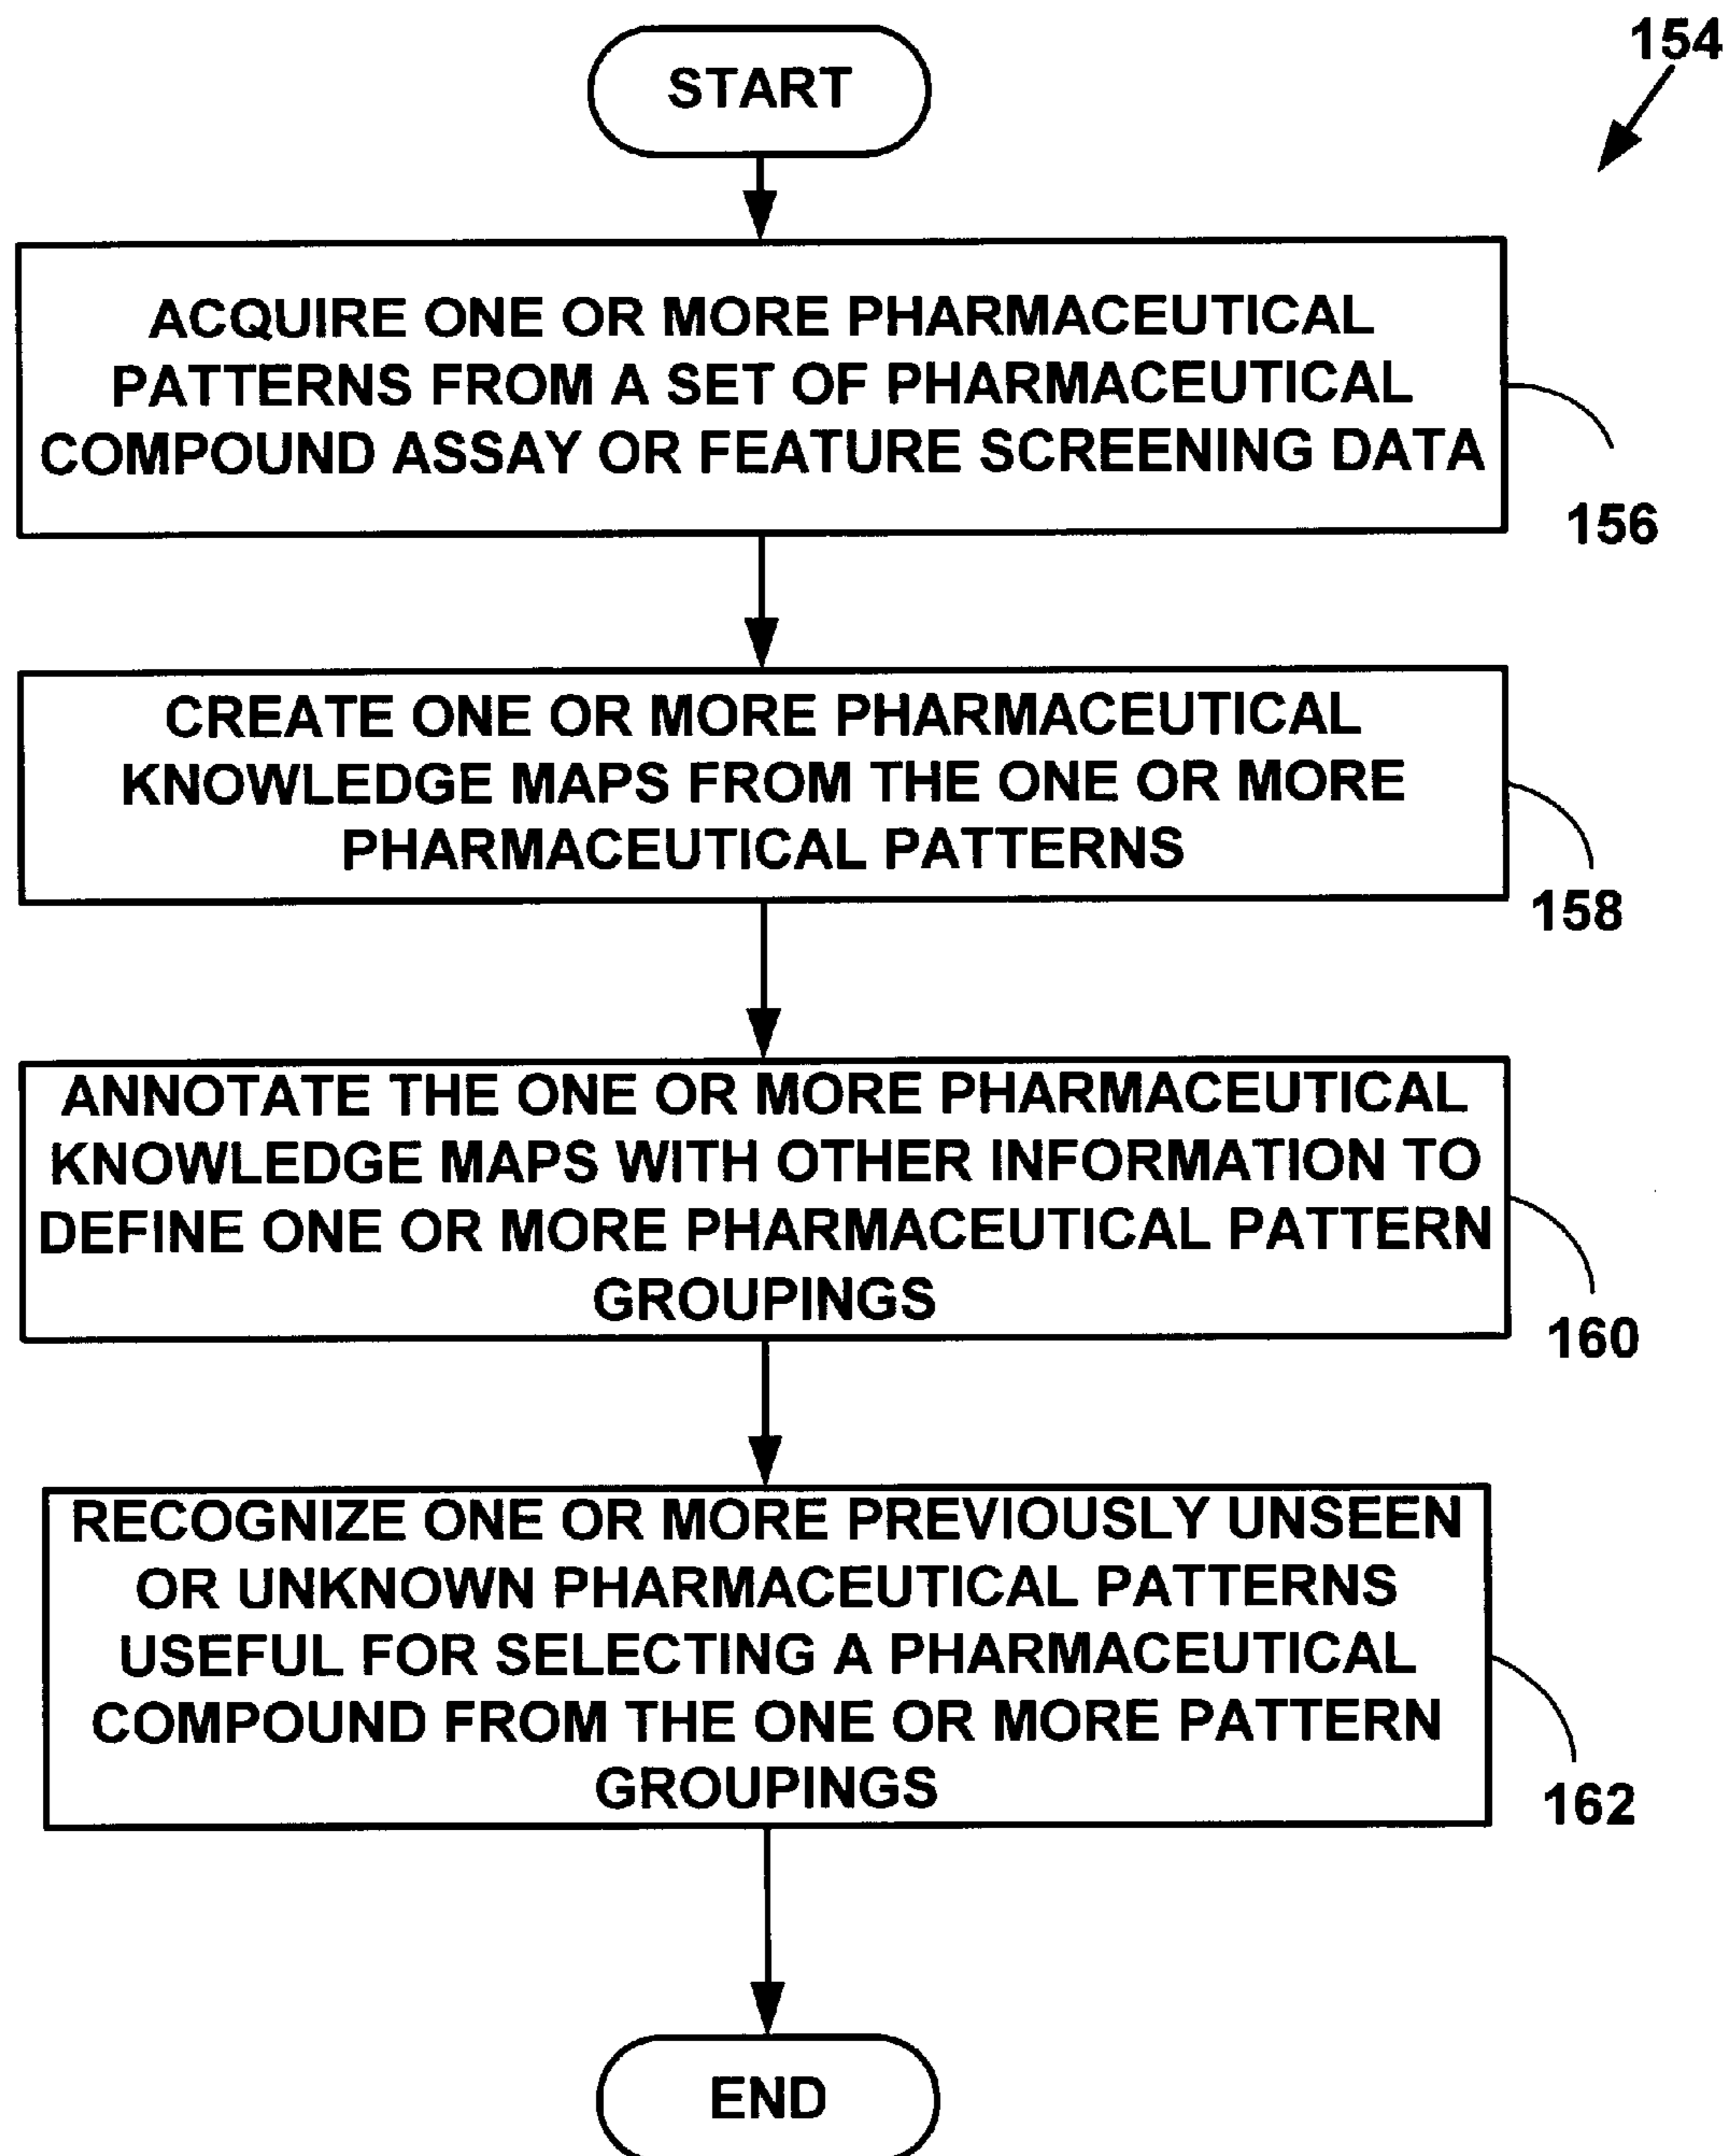 154
START
ACQUIRE ONE OR MORE PHARMACEUTICAL
PATTERNS FROM A SET OF PHARMACEUTICAL
COMPOUND ASSAY OR FEATURE SCREENING DATA
156
CREATE ONE OR MORE PHARMACEUTICAL
KNOWLEDGE MAPS FROM THE ONE OR MORE
PHARMACEUTICAL PATTERNS
158
ANNOTATE THE ONE OR MORE PHARMACEUTICAL
KNOWLEDGE MAPS WITH OTHER INFORMATION TO
DEFINE ONE OR MORE PHARMACEUTICAL PATTERN
GROUPINGS
160
RECOGNIZE ONE OR MORE PREVIOUSLY UNSEEN
OR UNKNOWN PHARMACEUTICAL PATTERNS
USEFUL FOR SELECTING A PHARMACEUTICAL
COMPOUND FROM THE ONE OR MORE PATTERN
GROUPINGS
162
END